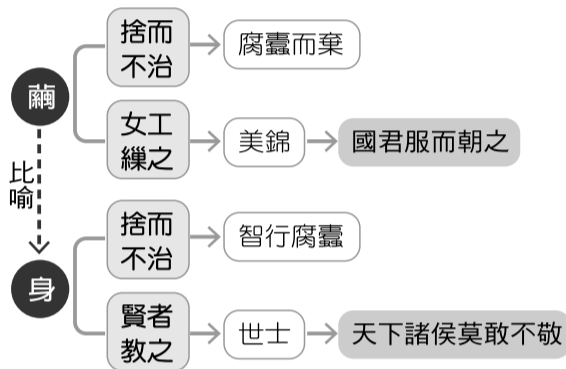 繭
捨而
不治
腐蠹而棄
女工
繅之
美錦
國君服而朝之
比喻
身
捨而
不治
智行腐蠹
賢者
教之
世士
天下諸侯莫敢不敬